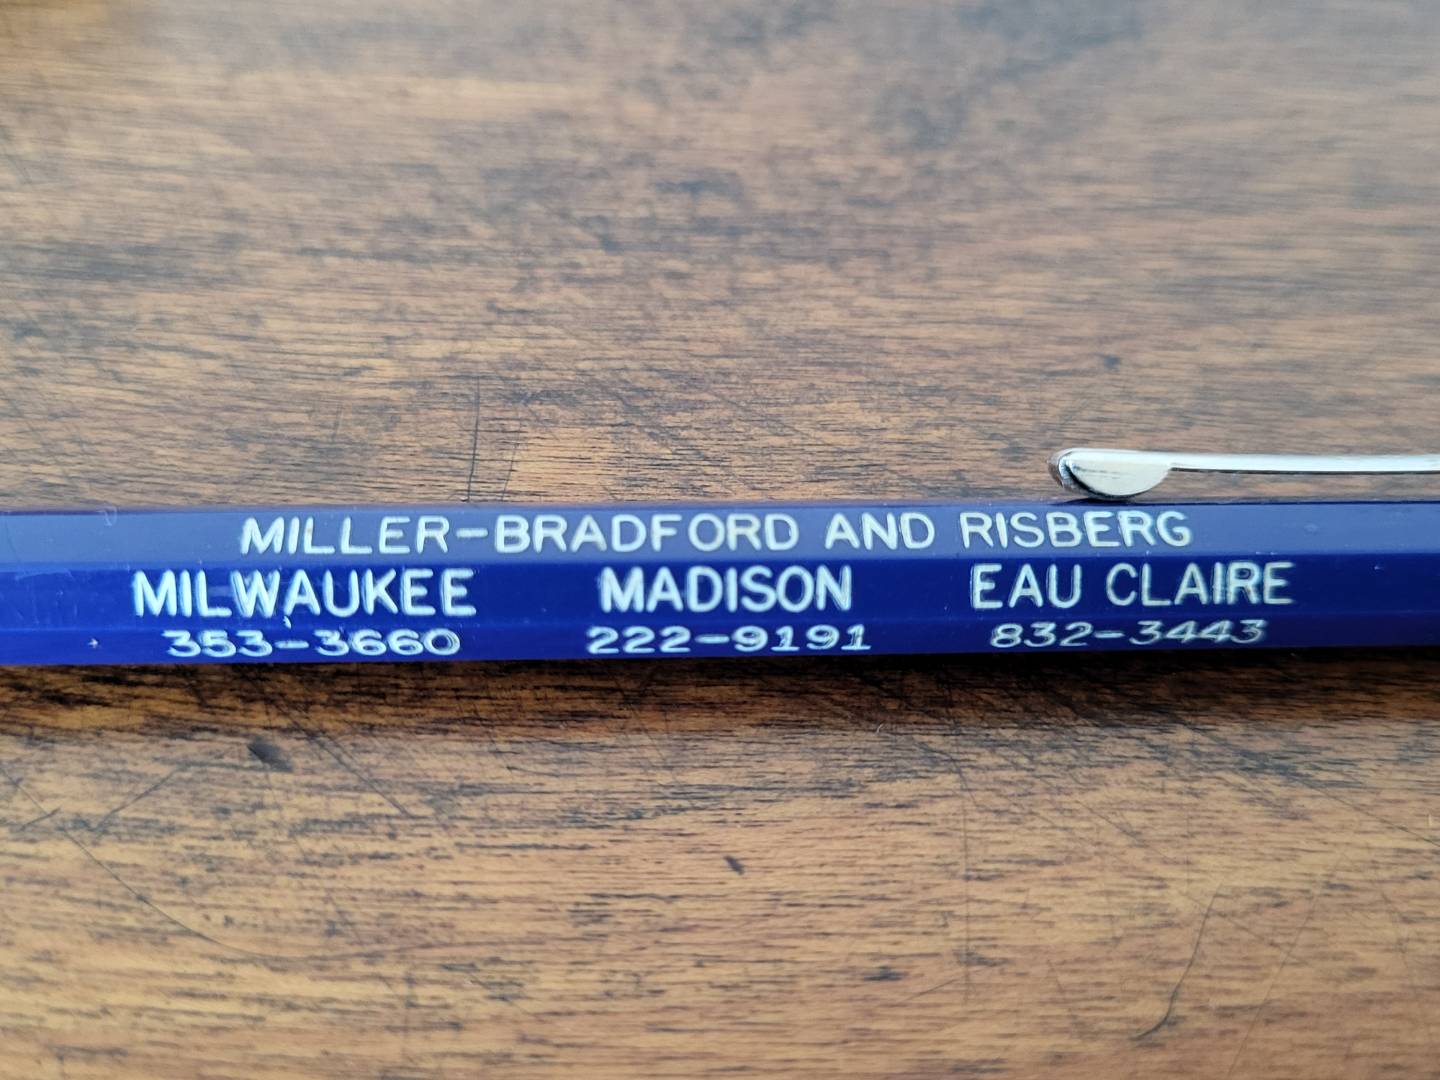 MILLER-BRADFORD AND RISBERG
MILWAUKEE MADISON EAU CLAIRE
353-3660 222-9191 832-3443